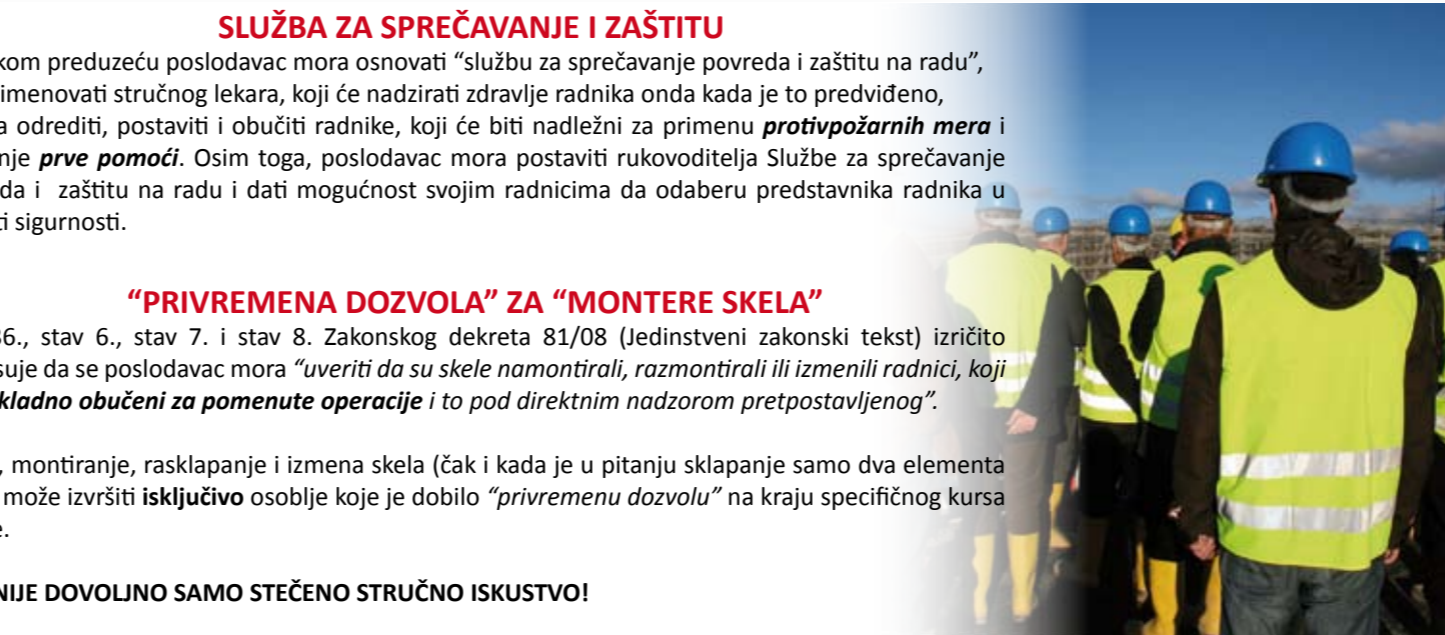 SLUŽBA ZA SPREČAVANJE I ZAŠTITU
kom preduzeću poslodavac mora osnovati “službu za sprečavanje povreda i zaštitu na radu”,
imenovati stručnog lekara, koji će nadzirati zdravlje radnika onda kada je to predviđeno,
a odrediti, postaviti i obučiti radnike, koji će biti nadležni za primenu protivpožarnih mera i
nje prve pomoći. Osim toga, poslodavac mora postaviti rukovoditelja Službe za sprečavanje
da i zaštitu na radu i dati mogućnost svojim radnicima da odaberu predstavnika radnika u
ti sigurnosti.
“PRIVREMENA DOZVOLA” ZA “MONTERE SKELA”
36., stav 6., stav 7. i stav 8. Zakonskog dekreta 81/08 (Jedinstveni zakonski tekst) izričito
suje da se poslodavac mora “uveriti da su skele namontirali, razmontirali ili izmenili radnici, koji
kladno obučeni za pomenute operacije i to pod direktnim nadzorom pretpostavljenog”.
, montiranje, rasklapanje i izmena skela (čak i kada je u pitanju sklapanje samo dva elementa
može izvršiti isključivo osoblje koje je dobilo “privremenu dozvolu” na kraju specifičnog kursa
e.
NIJE DOVOLJNO SAMO STEČENO STRUČNO ISKUSTVO!